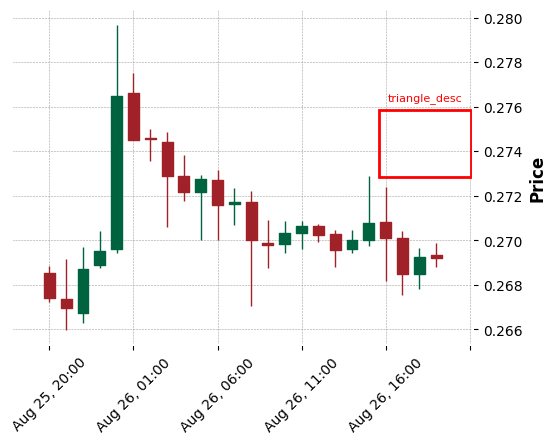 0.280
0.278
triangle_desc
0.276
0.274
Price
0.272
0.270
0.268
0.266
Aug 25, 20:00
Aug 26, 01:00
Aug 26, 06:00
Aug 26, 11:00
Aug 26, 16:00